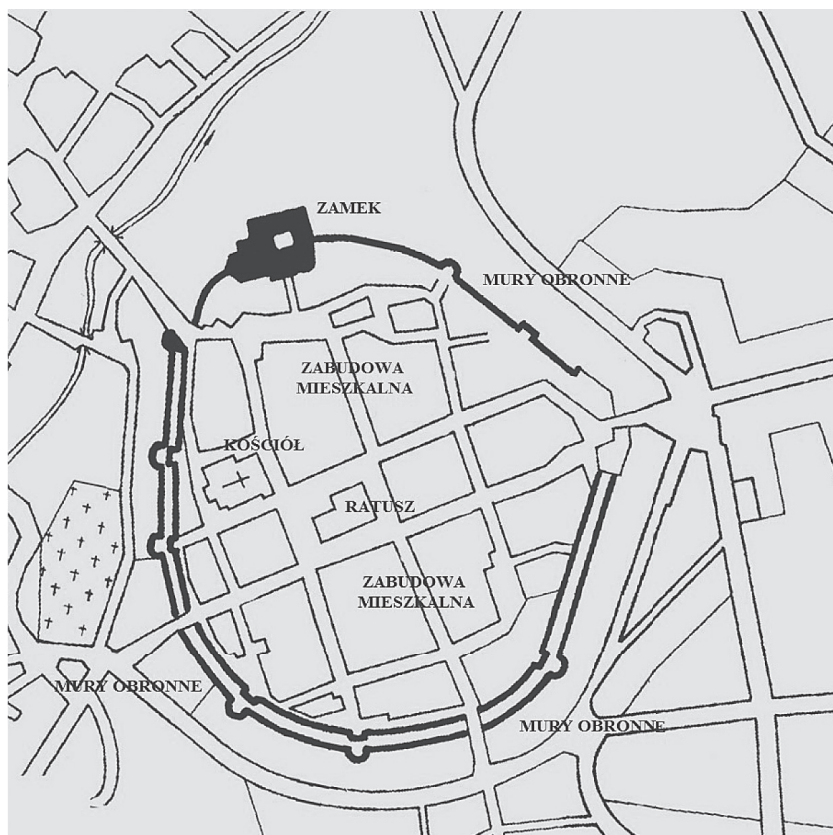 ZAMEK
MURY OBRONNE
ZABUDOWA
MIESZKALNA
KOŚCIÓŁ
RATUSZ
ZABUDOWA
MIESZKALNA
MURY OBRONNE
MURY OBRONNE